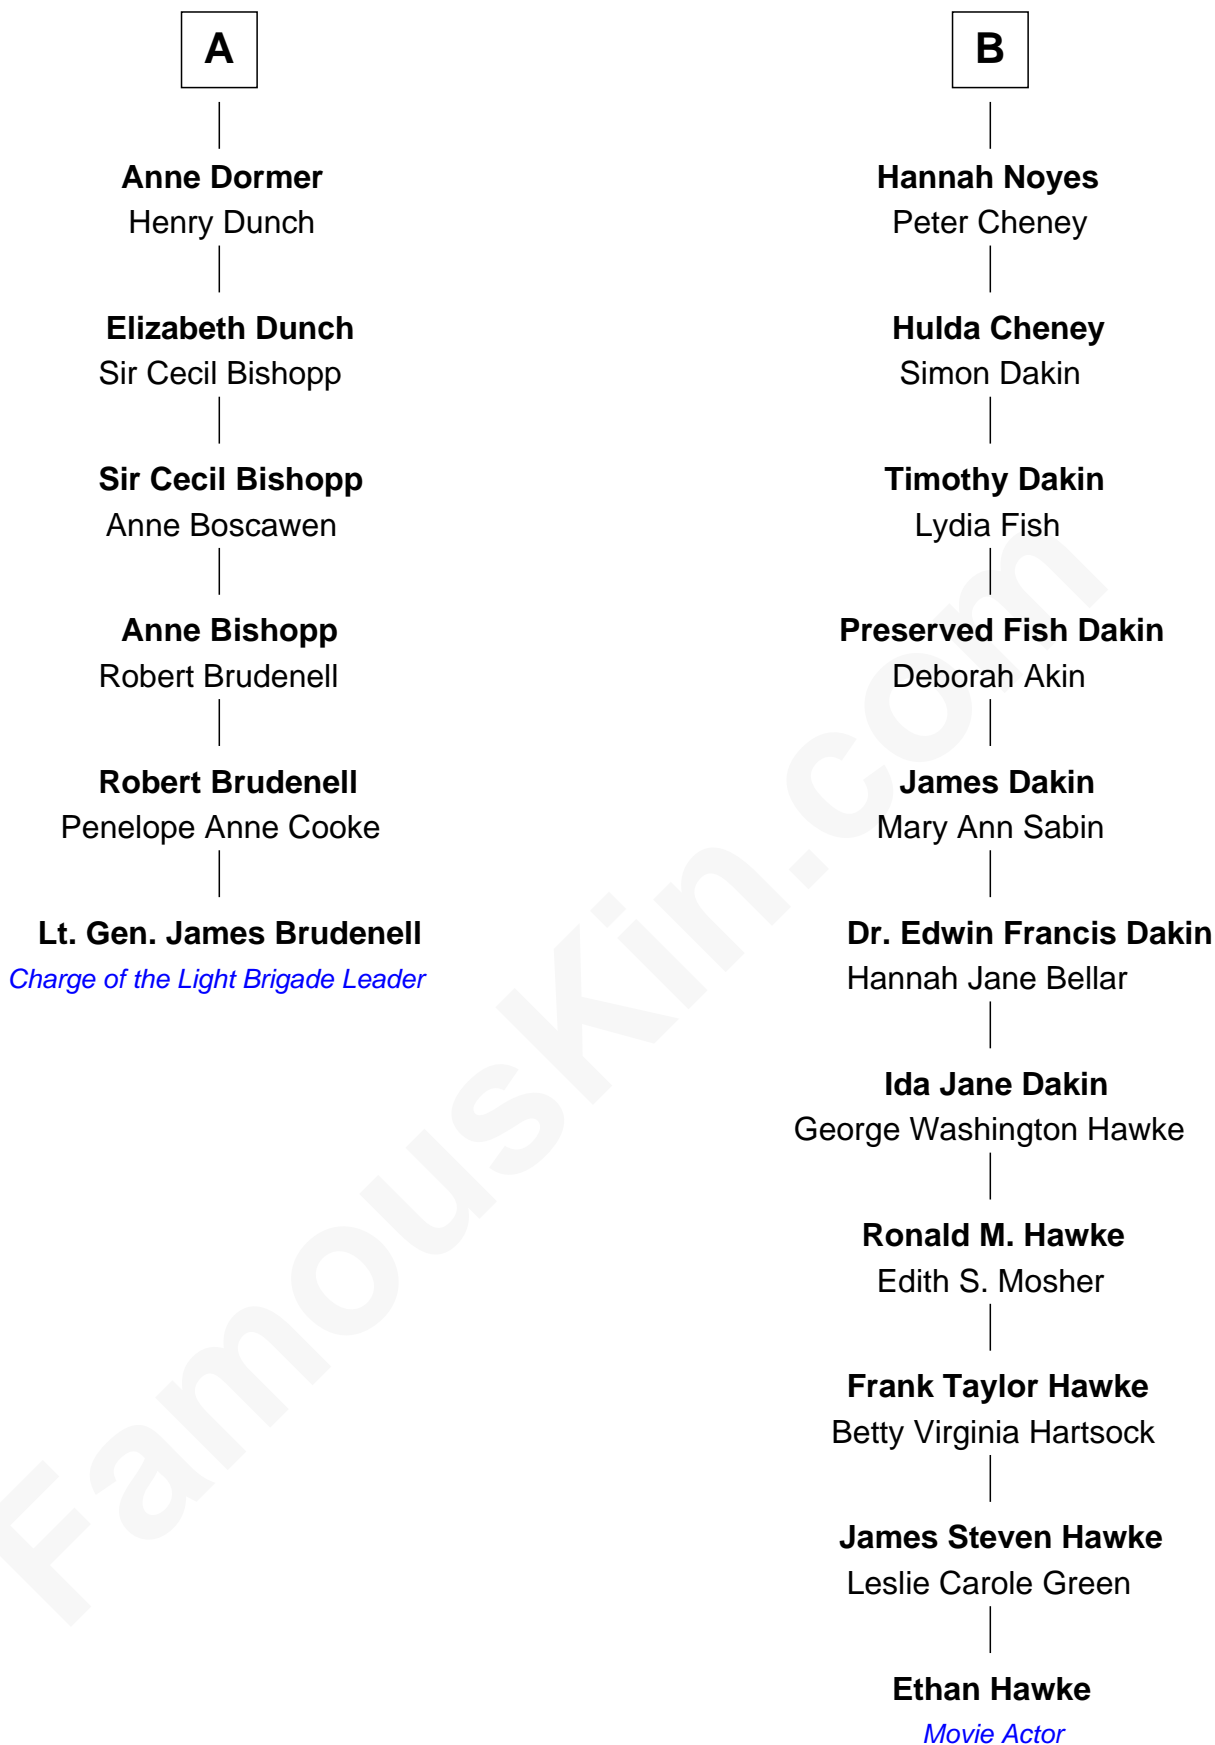 A
Anne Dormer
Henry Dunch
Elizabeth Dunch
Sir Cecil Bishopp
Sir Cecil Bishopp
Anne Boscawen
Anne Bishopp
Robert Brudenell
Robert Brudenell
Penelope Anne Cooke
Lt. Gen. James Brudenell
Charge of the Light Brigade Leader
B
Hannah Noyes
Peter Cheney
Hulda Cheney
Simon Dakin
Timothy Dakin
Lydia Fish
Preserved Fish Dakin
Deborah Akin
James Dakin
Mary Ann Sabin
Dr. Edwin Francis Dakin
Hannah Jane Bellar
Ida Jane Dakin
George Washington Hawke
Ronald M. Hawke
Edith S. Mosher
Frank Taylor Hawke
Betty Virginia Hartsock
James Steven Hawke
Leslie Carole Green
Ethan Hawke
Movie Actor
FamousKin.com